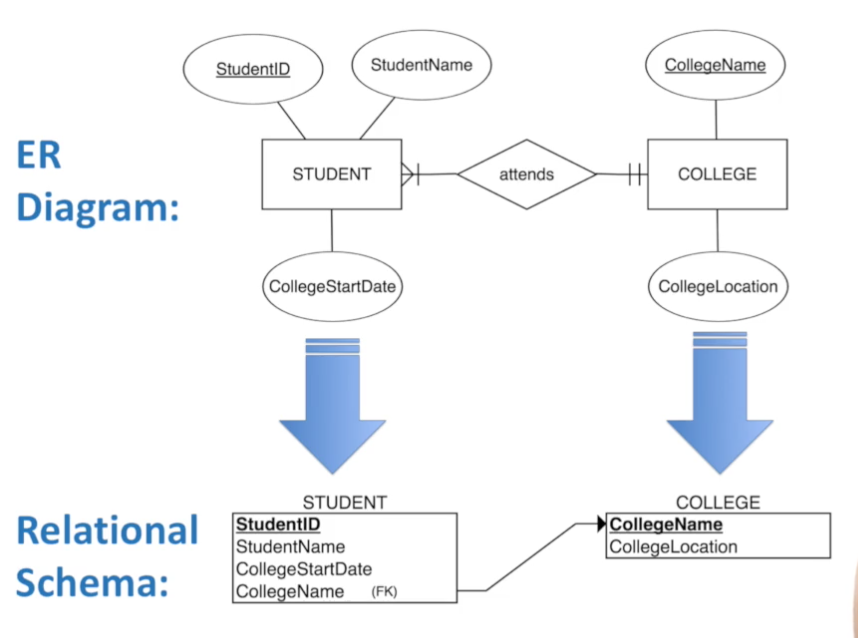 StudentID
StudentName
CollegeName
ER
Diagram:
STUDENT
attends
COLLEGE
CollegeStartDate
CollegeLocation
Relational
Schema:
STUDENT
StudentID
StudentName
CollegeStartDate
CollegeName (FK)
COLLEGE
CollegeName
CollegeLocation